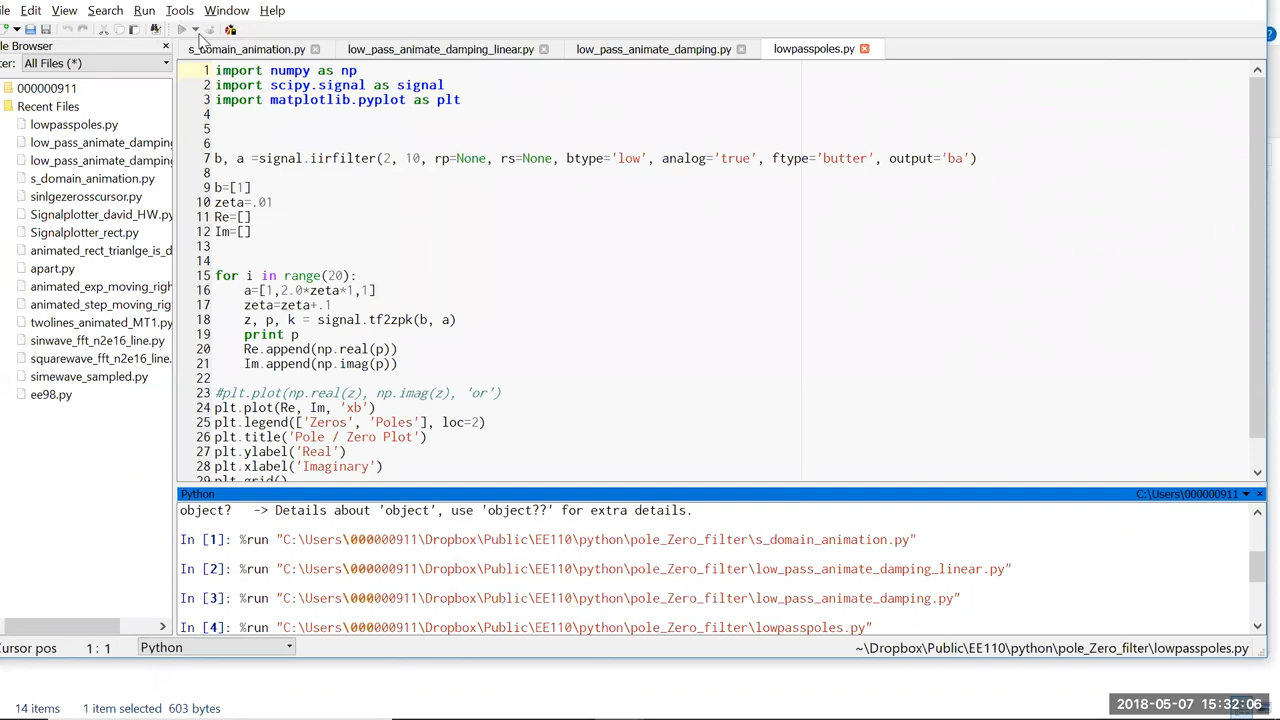 ile Edit View Search Run Tools Window Help
le Browser
ter: All Files (*)
000000911
Recent Files
lowpasspoles.py
low_pass_animate_damping
low_pass_animate_damping
s_domain_animation.py
sinlgezerosscursor.py
Signalplotter_david_HW.py
Signalplotter_rect.py
animated_rect_trianlge_is_d
apart.py
animated_exp_moving_righ
animated_step_moving_rig
twolines_animated_MT1.py
sinwave_fft_n2e16_line.py
squarewave_fft_n2e16_line.
simewave_sampled.py
ee98.py
s_domain_animation.py low_pass_animate_damping_linear.py low_pass_animate_damping.py lowpasspoles.py
1 import numpy as np
2 import scipy.signal as signal
3 import matplotlib.pyplot as plt
4
5
6
7 b, a =signal.iirfilter(2, 10, rp=None, rs=None, btype='low', analog='true', ftype='butter', output='ba')
8
9 b=[1]
10 zeta=.01
11 Re=[]
12 Im=[]
13
14
15 for i in range(20):
16 a=[1,2.0*zeta*1,1]
17 zeta=zeta+.1
18 z, p, k = signal.tf2zpk(b, a)
19 print p
20 Re.append(np.real(p))
21 Im.append(np.imag(p))
22
23 #plt.plot(np.real(z), np.imag(z), 'or')
24 plt.plot(Re, Im, 'xb')
25 plt.legend(['Zeros', 'Poles'], loc=2)
26 plt.title('Pole / Zero Plot')
27 plt.ylabel('Real')
28 plt.xlabel('Imaginary')
29 plt.grid()
Python C:\Users\000000911
object? -> Details about 'object', use 'object??' for extra details.
In [1]: %run "C:\Users\000000911\Dropbox\Public\EE110\python\pole_Zero_filter\s_domain_animation.py"
In [2]: %run "C:\Users\000000911\Dropbox\Public\EE110\python\pole_Zero_filter\low_pass_animate_damping_linear.py"
In [3]: %run "C:\Users\000000911\Dropbox\Public\EE110\python\pole_Zero_filter\low_pass_animate_damping.py"
In [4]: %run "C:\Users\000000911\Dropbox\Public\EE110\python\pole_Zero_filter\lowpasspoles.py"
Cursor pos 1: 1 Python ~\Dropbox\Public\EE110\python\pole_Zero_filter\lowpasspoles.py
14 items 1 item selected 603 bytes
2018-05-07 15:32:06